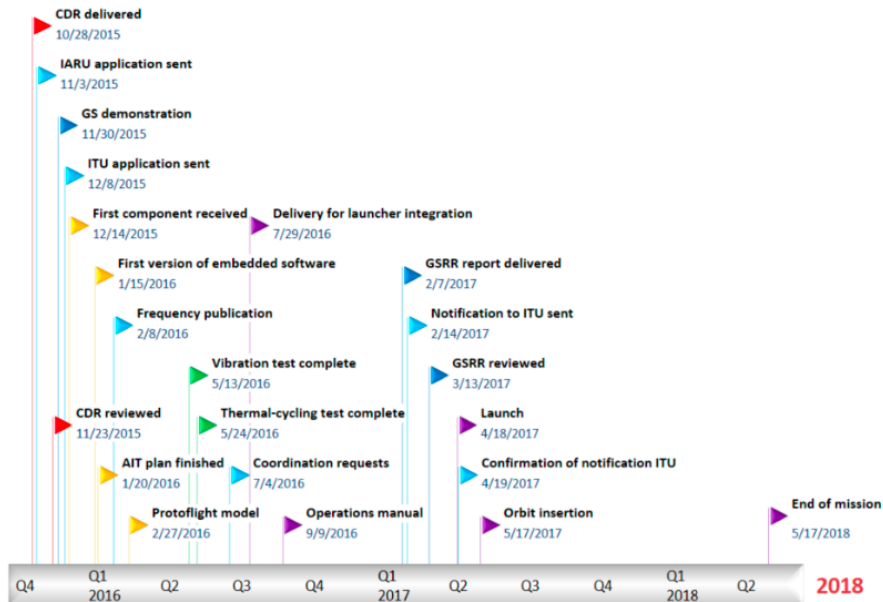 CDR delivered
10/28/2015
IARU application sent
11/3/2015
GS demonstration
11/30/2015
ITU application sent
12/8/2015
First component received
12/14/2015
Delivery for launcher integration
7/29/2016
First version of embedded software
1/15/2016
GSRR report delivered
2/7/2017
Frequency publication
2/8/2016
Notification to ITU sent
2/14/2017
Vibration test complete
5/13/2016
GSRR reviewed
3/13/2017
CDR reviewed
11/23/2015
Thermal-cycling test complete
5/24/2016
Launch
4/18/2017
AIT plan finished
1/20/2016
Coordination requests
7/4/2016
Confirmation of notification ITU
4/19/2017
Protoflight model
2/27/2016
Operations manual
9/9/2016
Orbit insertion
5/17/2017
End of mission
5/17/2018
Q4 Q1 Q2 Q3 Q4 Q1 Q2 Q3 Q4 Q1 Q2
2016 2017 2018
2018